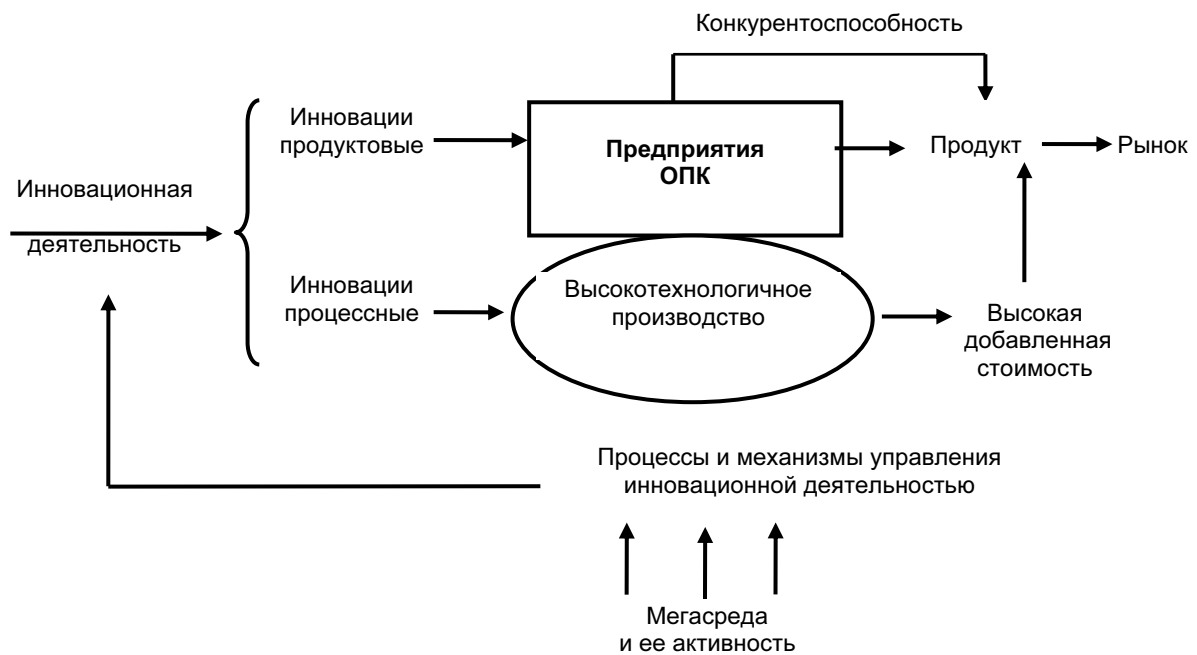 Конкурентоспособность
Инновации
продуктовые
Предприятия
ОПК
Продукт
Рынок
Инновационная
деятельность
Инновации
процессные
Высокотехнологичное
производство
Высокая
добавленная
стоимость
Процессы и механизмы управления
инновационной деятельностью
Мегасреда
и ее активность